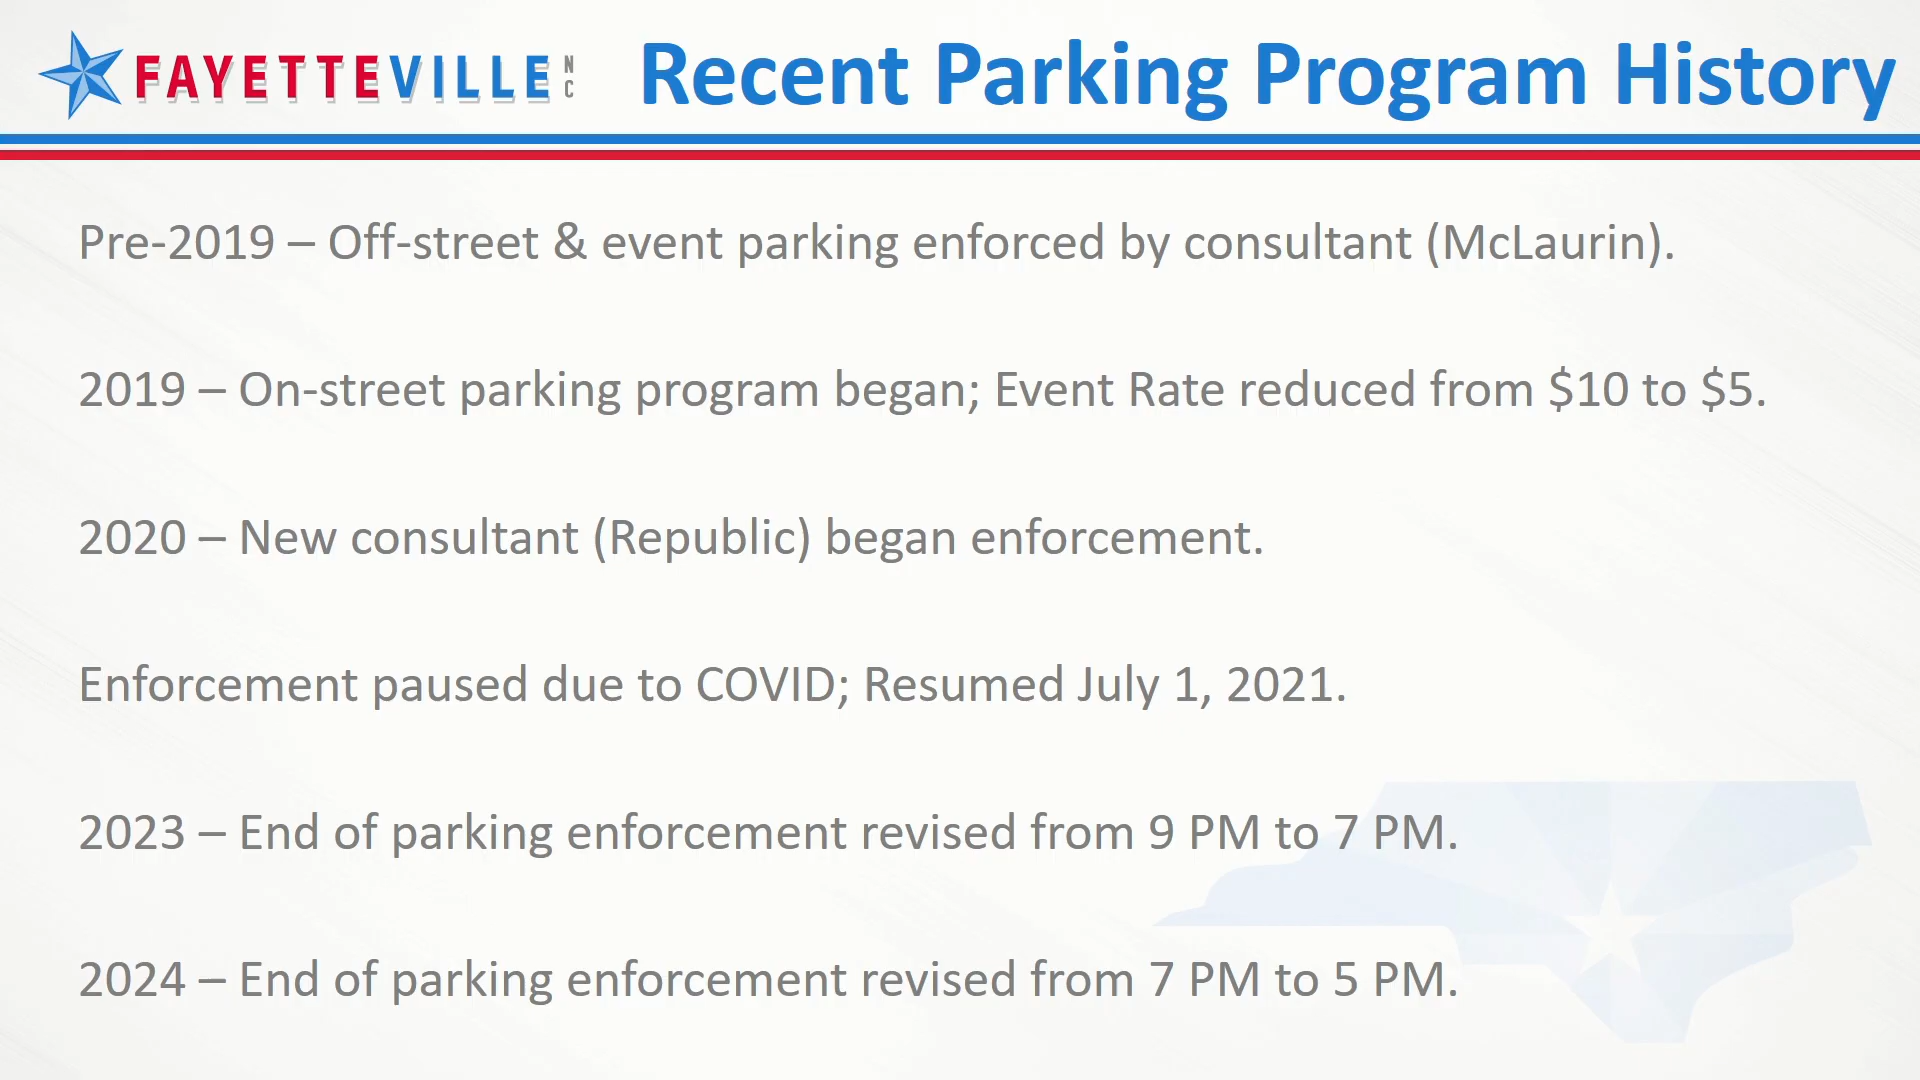 FAYETTEVILLE NC
Recent Parking Program History
Pre-2019 – Off-street & event parking enforced by consultant (McLaurin).
2019 – On-street parking program began; Event Rate reduced from $10 to $5.
2020 – New consultant (Republic) began enforcement.
Enforcement paused due to COVID; Resumed July 1, 2021.
2023 – End of parking enforcement revised from 9 PM to 7 PM.
2024 – End of parking enforcement revised from 7 PM to 5 PM.